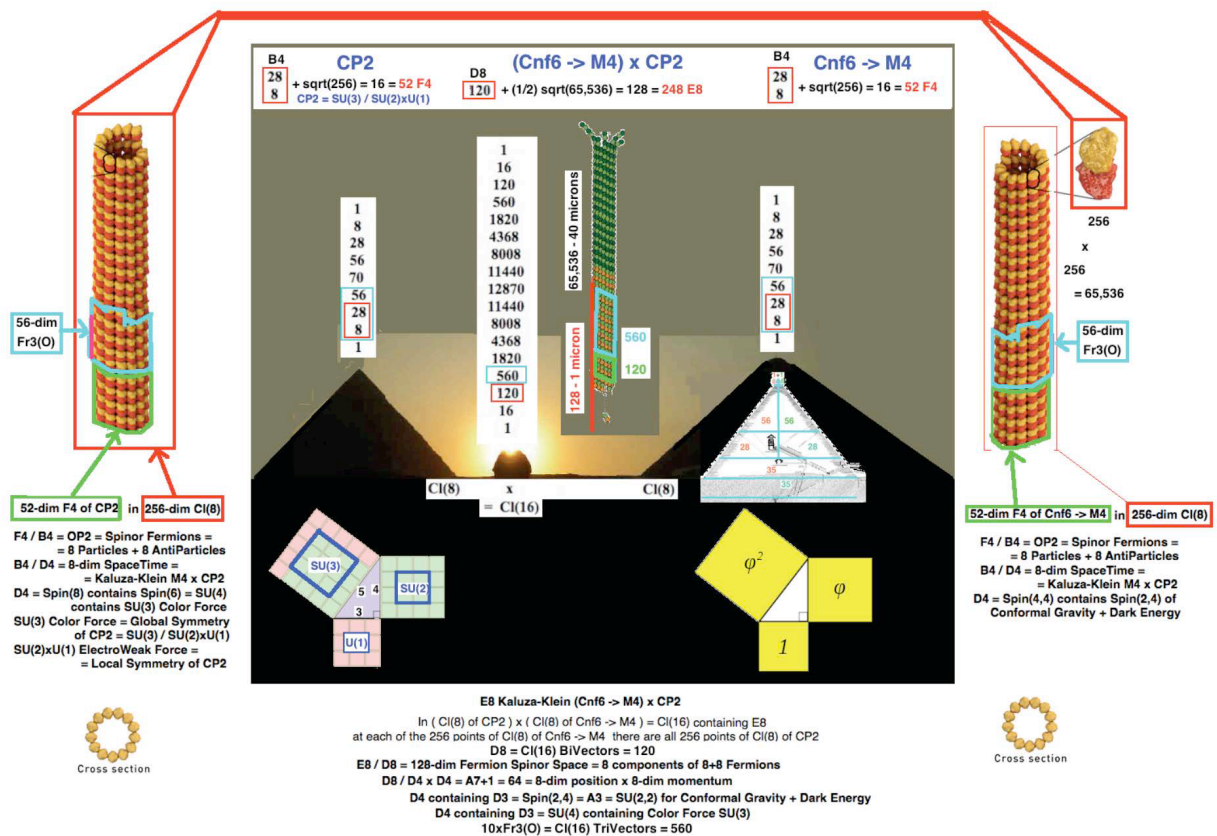 B4
28
8
+ sqrt(256) = 16 = 52 F4
CP2
CP2 = SU(3) / SU(2)xU(1)
D8
120
+ (1/2) sqrt(65,536) = 128 = 248 E8
(Cnf6 -> M4) x CP2
B4
28
8
+ sqrt(256) = 16 = 52 F4
Cnf6 -> M4
1
8
28
56
70
56
28
8
1
1
16
120
560
1820
4368
8008
11440
12870
11440
8008
4368
1820
560
120
16
1
65,536 - 40 microns
128 - 1 micron
560
120
1
8
28
56
70
56
28
8
1
256
x
256
= 65,536
56-dim
Fr3(O)
56-dim
Fr3(O)
56
56
28
28
35
35
Cl(8)
x
Cl(8)
= Cl(16)
52-dim F4 of CP2 in 256-dim Cl(8)
F4 / B4 = OP2 = Spinor Fermions =
= 8 Particles + 8 AntiParticles
B4 / D4 = 8-dim SpaceTime =
= Kaluza-Klein M4 x CP2
D4 = Spin(8) contains Spin(6) = SU(4)
contains SU(3) Color Force
SU(3) Color Force = Global Symmetry
of CP2 = SU(3) / SU(2)xU(1)
SU(2)xU(1) ElectroWeak Force =
= Local Symmetry of CP2
Cross section
SU(3)
5
4
3
SU(2)
U(1)
φ²
φ
1
52-dim F4 of Cnf6 -> M4 in 256-dim Cl(8)
F4 / B4 = OP2 = Spinor Fermions =
= 8 Particles + 8 AntiParticles
B4 / D4 = 8-dim SpaceTime =
= Kaluza-Klein M4 x CP2
D4 = Spin(4,4) contains Spin(2,4) of
Conformal Gravity + Dark Energy
Cross section
E8 Kaluza-Klein (Cnf6 -> M4) x CP2
In ( Cl(8) of CP2 ) x ( Cl(8) of Cnf6 -> M4 ) = Cl(16) containing E8
at each of the 256 points of Cl(8) of Cnf6 -> M4 there are all 256 points of Cl(8) of CP2
D8 = Cl(16) BiVectors = 120
E8 / D8 = 128-dim Fermion Spinor Space = 8 components of 8+8 Fermions
D8 / D4 x D4 = A7+1 = 64 = 8-dim position x 8-dim momentum
D4 containing D3 = Spin(2,4) = A3 = SU(2,2) for Conformal Gravity + Dark Energy
D4 containing D3 = SU(4) containing Color Force SU(3)
10xFr3(O) = Cl(16) TriVectors = 560